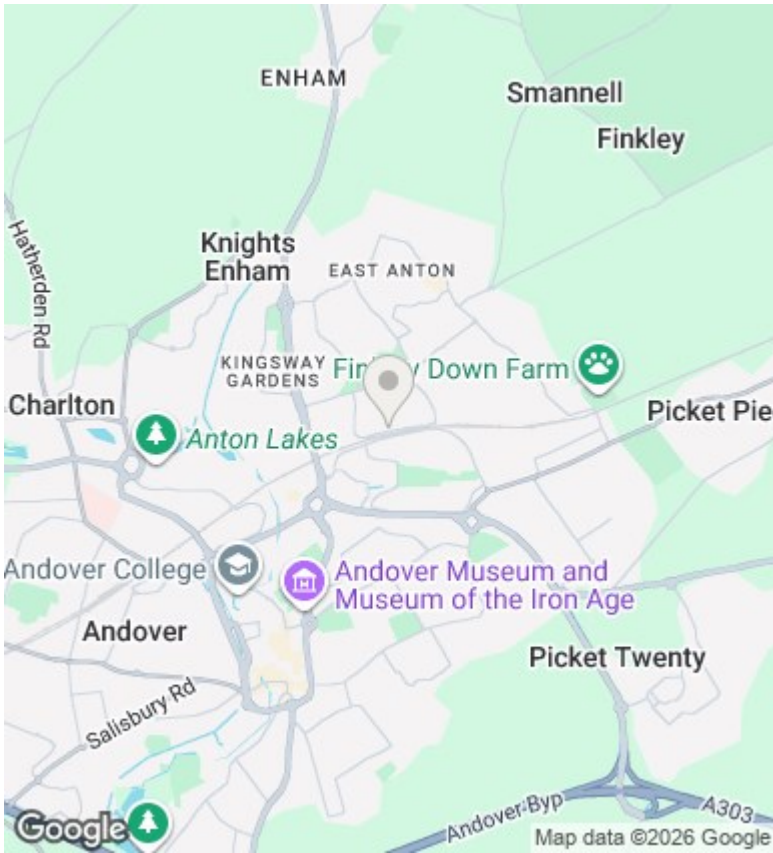 ENHAM
Smannell
Finkley
Hatherden Rd
Knights
Enham
EAST ANTON
KINGSWAY
GARDENS
Down Farm
Charlton
Picket Pie
Anton Lakes
Andover College
Andover Museum and
Museum of the Iron Age
Andover
Picket Twenty
Salisbury Rd
Andover Byp
A303
Google
Map data ©2026 Google